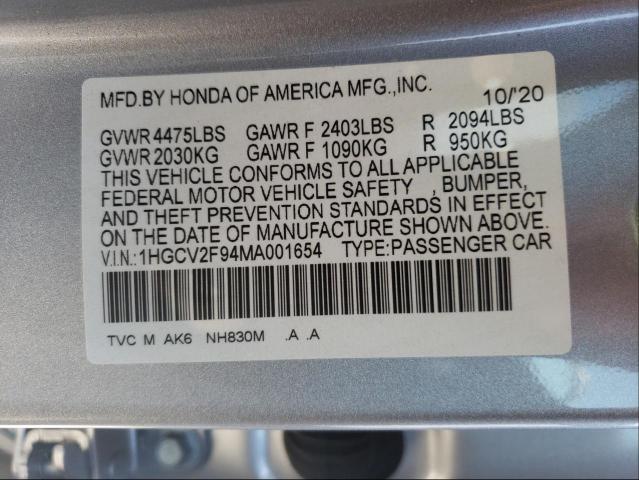 MFD.BY HONDA OF AMERICA MFG.,INC. 10/'20
GVWR 4475LBS GAWR F 2403LBS R 2094LBS
GVWR 2030KG GAWR F 1090KG R 950KG
THIS VEHICLE CONFORMS TO ALL APPLICABLE
FEDERAL MOTOR VEHICLE SAFETY , BUMPER,
AND THEFT PREVENTION STANDARDS IN EFFECT
ON THE DATE OF MANUFACTURE SHOWN ABOVE.
V.I.N.:1HGCV2F94MA001654 TYPE:PASSENGER CAR
TVC M AK6 NH830M .A .A